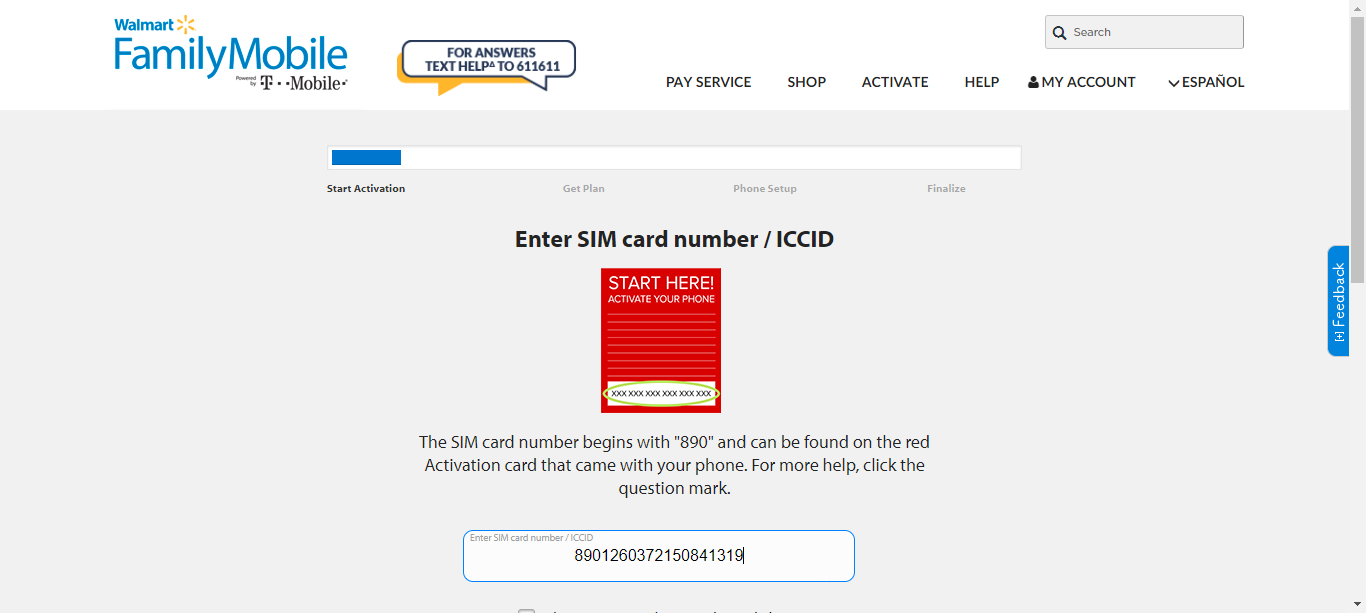 Walmart
FamilyMobile
Powered by T··Mobile·
FOR ANSWERS
TEXT HELP∆ TO 611611
Search
PAY SERVICE
SHOP
ACTIVATE
HELP
MY ACCOUNT
ESPAÑOL
Start Activation
Get Plan
Phone Setup
Finalize
Enter SIM card number / ICCID
START HERE!
ACTIVATE YOUR PHONE
XXX XXX XXX XXX XXX XXX
The SIM card number begins with "890" and can be found on the red
Activation card that came with your phone. For more help, click the
question mark.
Enter SIM card number / ICCID
8901260372150841319
[+] Feedback